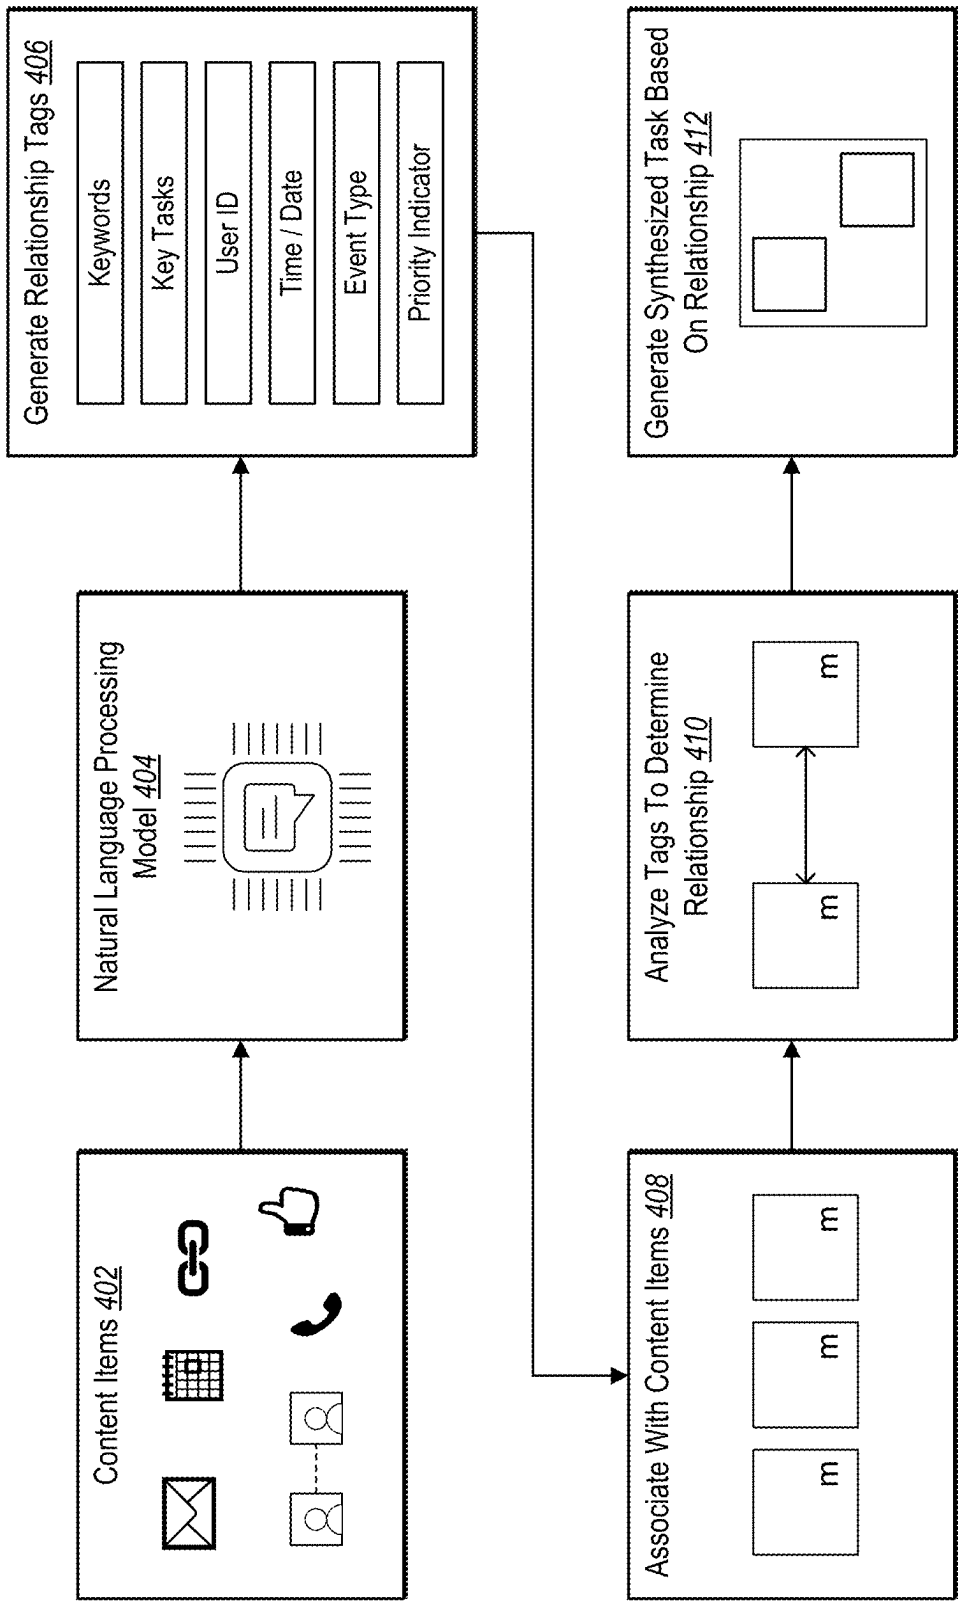 Content Items 402
Natural Language Processing
Model 404
Generate Relationship Tags 406
Keywords
Key Tasks
User ID
Time / Date
Event Type
Priority Indicator
Associate With Content Items 408
m
m
m
Analyze Tags To Determine
Relationship 410
m
m
Generate Synthesized Task Based
On Relationship 412